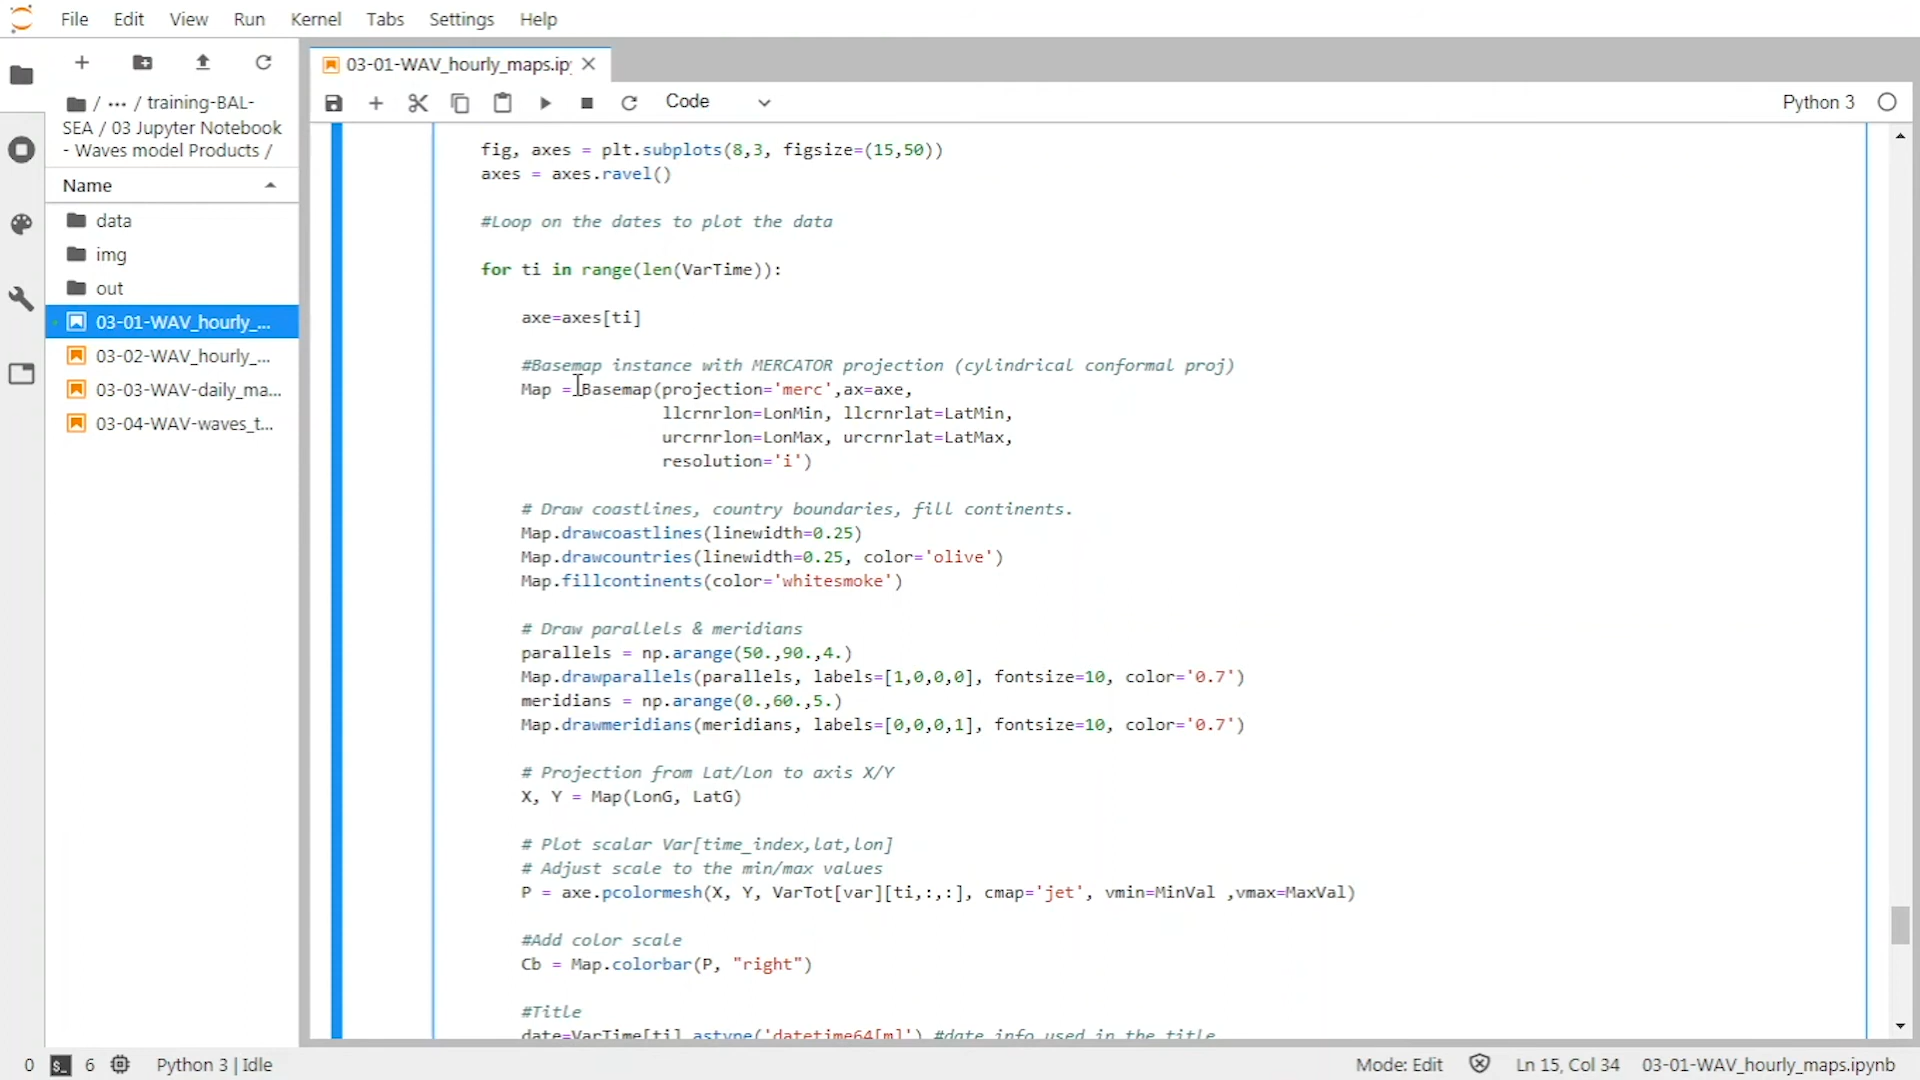 File Edit View Run Kernel Tabs Settings Help
03-01-WAV_hourly_maps.ip
/ ··· / training-BAL-
SEA / 03 Jupyter Notebook
- Waves model Products /
Code
Python 3
Name
data
img
out
03-01-WAV_hourly_...
03-02-WAV_hourly_...
03-03-WAV-daily_ma...
03-04-WAV-waves_t...
fig, axes = plt.subplots(8,3, figsize=(15,50))
axes = axes.ravel()
#Loop on the dates to plot the data
for ti in range(len(VarTime)):
axe=axes[ti]
#Basemap instance with MERCATOR projection (cylindrical conformal proj)
Map = Basemap(projection='merc',ax=axe,
llcrnrlon=LonMin, llcrnrlat=LatMin,
urcrnrlon=LonMax, urcrnrlat=LatMax,
resolution='i')
# Draw coastlines, country boundaries, fill continents.
Map.drawcoastlines(linewidth=0.25)
Map.drawcountries(linewidth=0.25, color='olive')
Map.fillcontinents(color='whitesmoke')
# Draw parallels & meridians
parallels = np.arange(50.,90.,4.)
Map.drawparallels(parallels, labels=[1,0,0,0], fontsize=10, color='0.7')
meridians = np.arange(0.,60.,5.)
Map.drawmeridians(meridians, labels=[0,0,0,1], fontsize=10, color='0.7')
# Projection from Lat/Lon to axis X/Y
X, Y = Map(LonG, LatG)
# Plot scalar Var[time_index,lat,lon]
# Adjust scale to the min/max values
P = axe.pcolormesh(X, Y, VarTot[var][ti,:,:], cmap='jet', vmin=MinVal ,vmax=MaxVal)
#Add color scale
Cb = Map.colorbar(P, "right")
#Title
date=VarTime[ti].astype('datetime64[m]') #date info used in the title
0 6 Python 3 | Idle
Mode: Edit Ln 15, Col 34 03-01-WAV_hourly_maps.ipynb